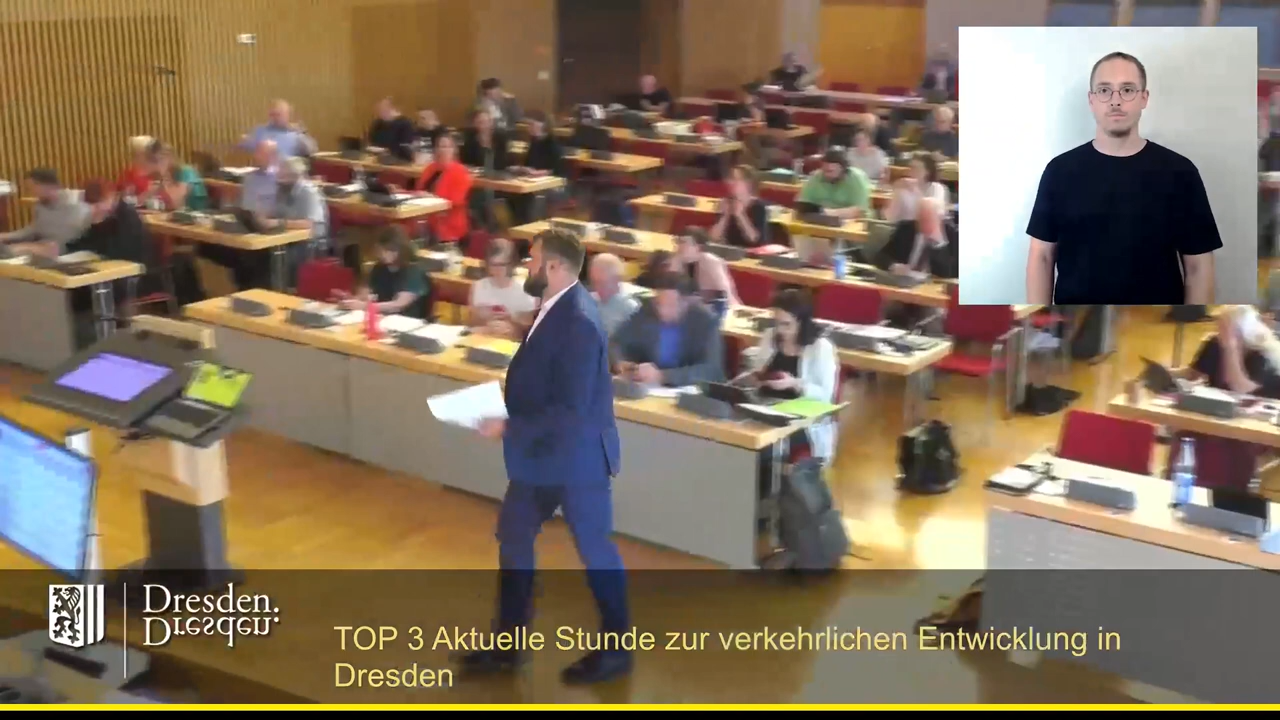 Dresden.
Dresden.
TOP 3 Aktuelle Stunde zur verkehrlichen Entwicklung in
Dresden